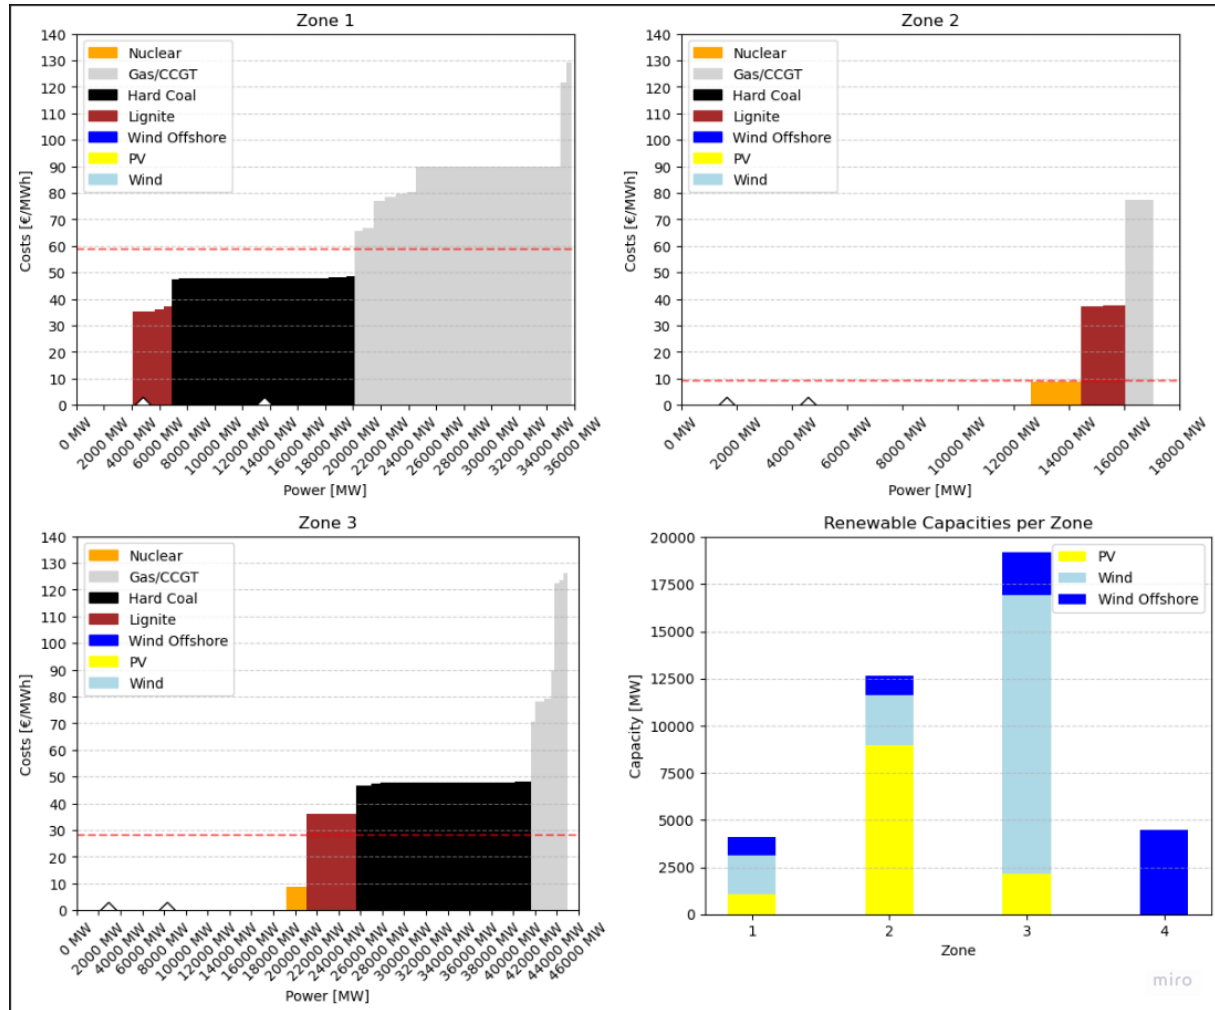 Zone 1
140
130
120
110
100
90
80
70
60
50
40
30
20
10
0
Costs [€/MWh]
Nuclear
Gas/CCGT
Hard Coal
Lignite
Wind Offshore
PV
Wind
0 MW
2000 MW
4000 MW
6000 MW
8000 MW
10000 MW
12000 MW
14000 MW
16000 MW
18000 MW
20000 MW
22000 MW
24000 MW
26000 MW
28000 MW
30000 MW
32000 MW
34000 MW
36000 MW
Power [MW]
Zone 2
140
130
120
110
100
90
80
70
60
50
40
30
20
10
0
Costs [€/MWh]
Nuclear
Gas/CCGT
Hard Coal
Lignite
Wind Offshore
PV
Wind
0 MW
2000 MW
4000 MW
6000 MW
8000 MW
10000 MW
12000 MW
14000 MW
16000 MW
18000 MW
Power [MW]
Zone 3
140
130
120
110
100
90
80
70
60
50
40
30
20
10
0
Costs [€/MWh]
Nuclear
Gas/CCGT
Hard Coal
Lignite
Wind Offshore
PV
Wind
0 MW
2000 MW
4000 MW
6000 MW
8000 MW
10000 MW
12000 MW
14000 MW
16000 MW
18000 MW
20000 MW
22000 MW
24000 MW
26000 MW
28000 MW
30000 MW
32000 MW
34000 MW
36000 MW
38000 MW
40000 MW
42000 MW
44000 MW
46000 MW
Power [MW]
Renewable Capacities per Zone
20000
17500
15000
12500
10000
7500
5000
2500
0
Capacity [MW]
PV
Wind
Wind Offshore
1
2
3
4
Zone
miro